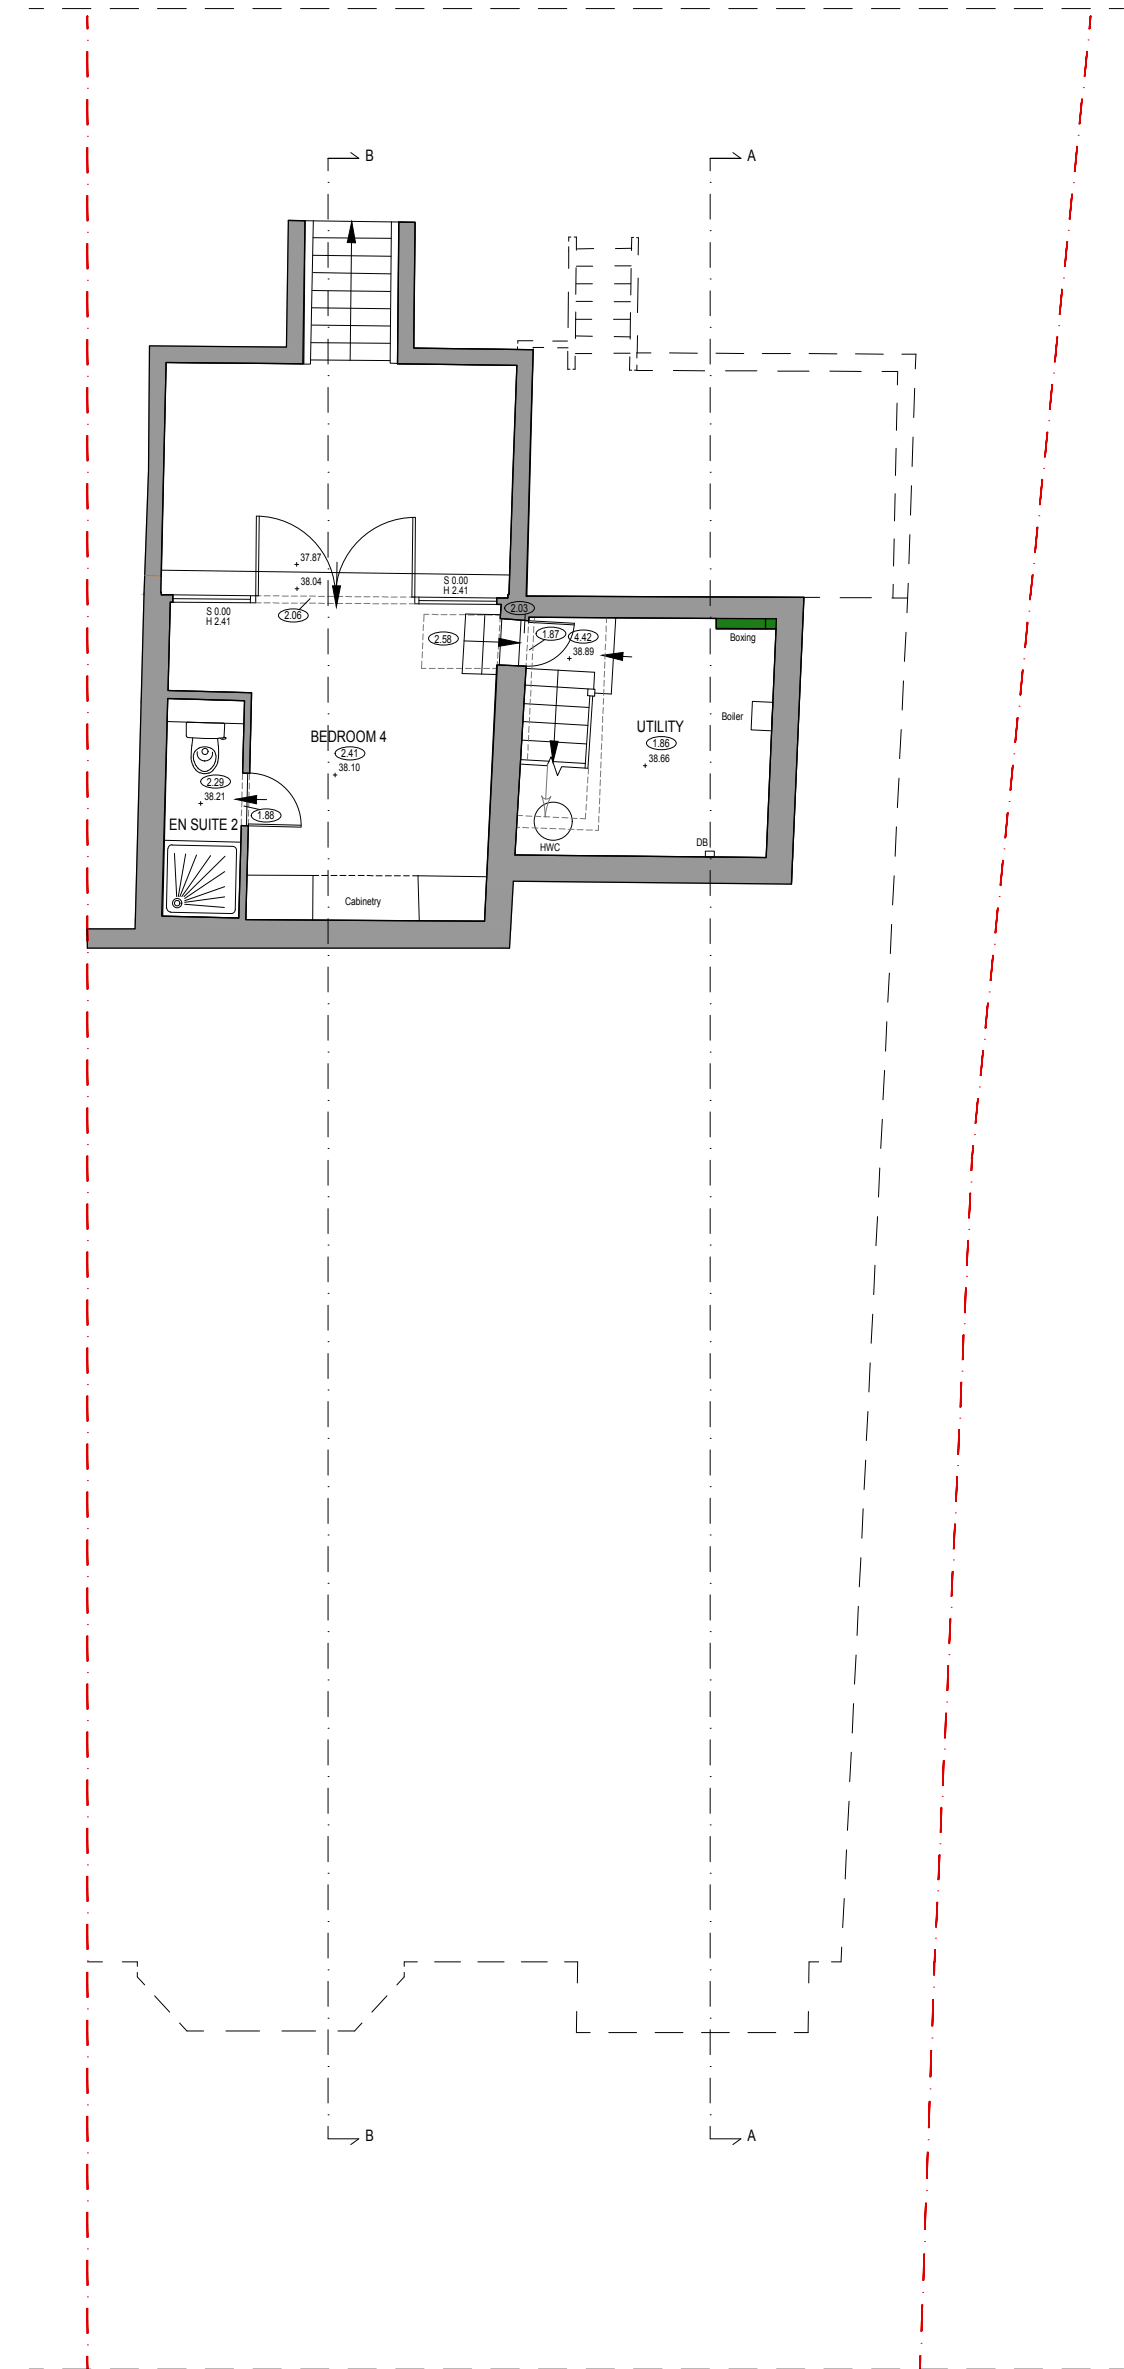 B
A
37.87
38.04
S 0.00
H 2.41
S 0.00
H 2.41
2.06
2.03
2.58
1.87
4.42
38.89
Boxing
Boiler
UTILITY
1.86
38.66
BEDROOM 4
2.41
38.10
2.29
38.21
1.88
EN SUITE 2
HWC
DB
Cabinetry
B
A